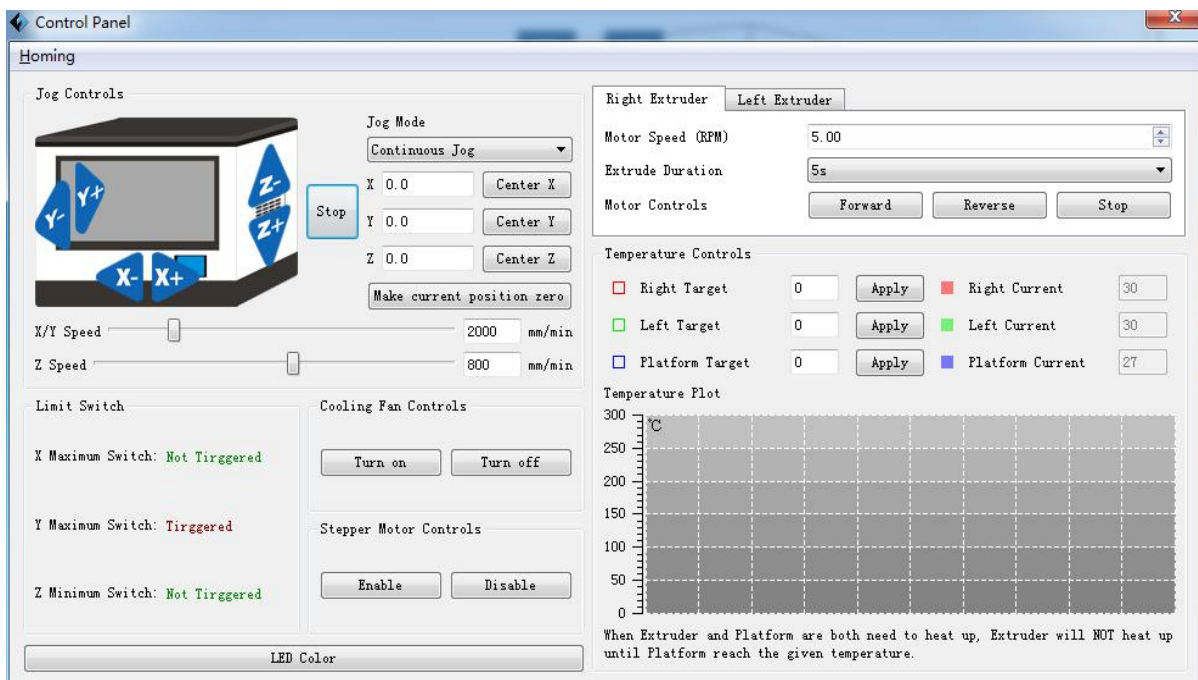 Control Panel
Homing
Jog Controls
Y-
Y+
Z-
Z+
X-
X+
Stop
Jog Mode
Continuous Jog
X 0.0 Center X
Y 0.0 Center Y
Z 0.0 Center Z
Make current position zero
X/Y Speed 2000 mm/min
Z Speed 800 mm/min
Limit Switch
X Maximum Switch: Not Tirggered
Y Maximum Switch: Tirggered
Z Minimum Switch: Not Tirggered
Cooling Fan Controls
Turn on Turn off
Stepper Motor Controls
Enable Disable
LED Color
Right Extruder Left Extruder
Motor Speed (RPM) 5.00
Extrude Duration 5s
Motor Controls Forward Reverse Stop
Temperature Controls
Right Target 0 Apply Right Current 30
Left Target 0 Apply Left Current 30
Platform Target 0 Apply Platform Current 27
Temperature Plot
°C
300
250
200
150
100
50
0
When Extruder and Platform are both need to heat up, Extruder will NOT heat up
until Platform reach the given temperature.